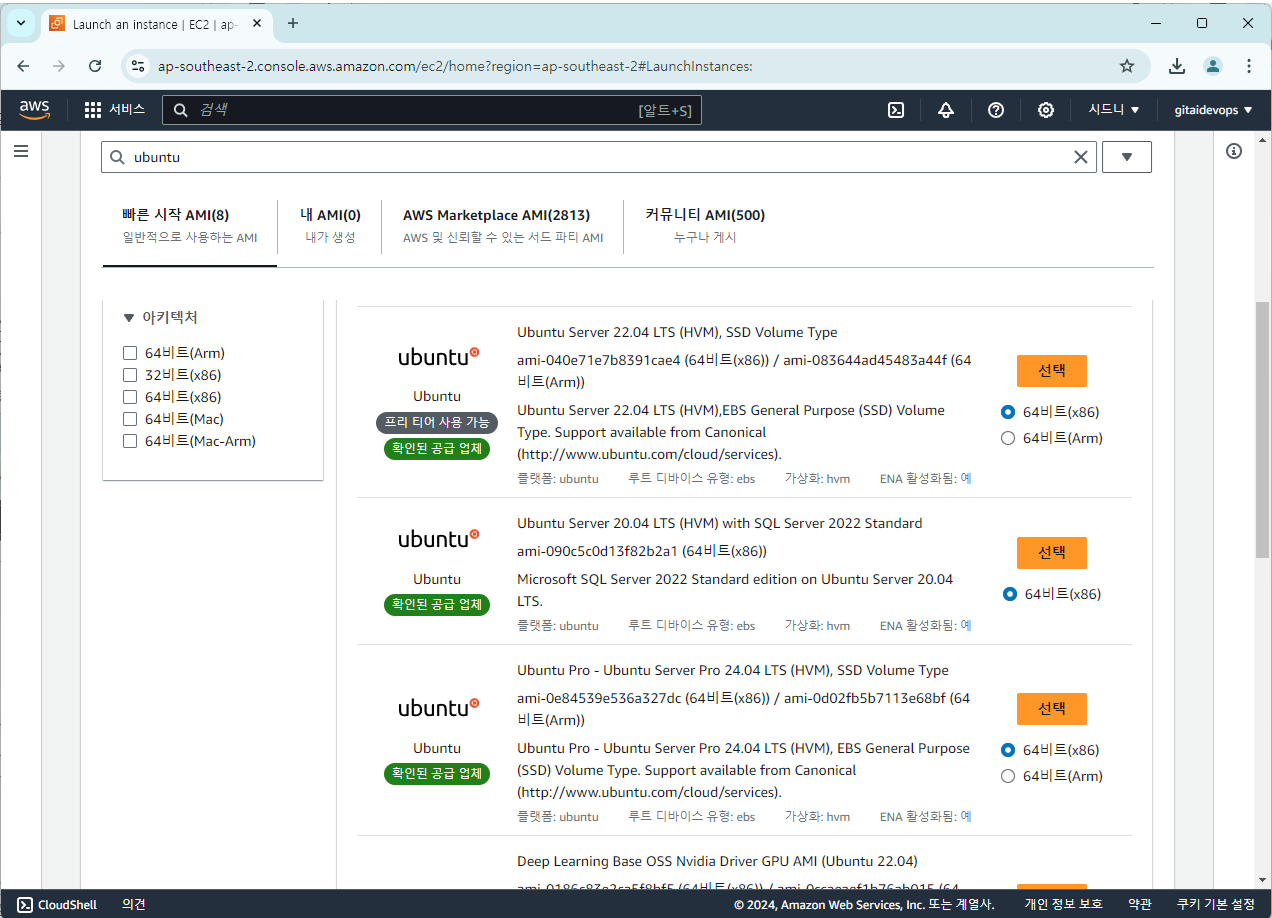 Launch an instance | EC2 | ap-
ap-southeast-2.console.aws.amazon.com/ec2/home?region=ap-southeast-2#LaunchInstances:
aws 서비스 검색 [알트+S] 시드니 gitaidevops
ubuntu
빠른 시작 AMI(8)
일반적으로 사용하는 AMI
내 AMI(0)
내가 생성
AWS Marketplace AMI(2813)
AWS 및 신뢰할 수 있는 서드 파티 AMI
커뮤니티 AMI(500)
누구나 게시
아키텍처
64비트(Arm)
32비트(x86)
64비트(x86)
64비트(Mac)
64비트(Mac-Arm)
ubuntu
Ubuntu
프리 티어 사용 가능
확인된 공급 업체
Ubuntu Server 22.04 LTS (HVM), SSD Volume Type
ami-040e71e7b8391cae4 (64비트(x86)) / ami-083644ad45483a44f (64
비트(Arm))
Ubuntu Server 22.04 LTS (HVM),EBS General Purpose (SSD) Volume
Type. Support available from Canonical
(http://www.ubuntu.com/cloud/services).
플랫폼: ubuntu 루트 디바이스 유형: ebs 가상화: hvm ENA 활성화됨: 예
선택
64비트(x86)
64비트(Arm)
ubuntu
Ubuntu
확인된 공급 업체
Ubuntu Server 20.04 LTS (HVM) with SQL Server 2022 Standard
ami-090c5c0d13f82b2a1 (64비트(x86))
Microsoft SQL Server 2022 Standard edition on Ubuntu Server 20.04
LTS.
플랫폼: ubuntu 루트 디바이스 유형: ebs 가상화: hvm ENA 활성화됨: 예
선택
64비트(x86)
ubuntu
Ubuntu
확인된 공급 업체
Ubuntu Pro - Ubuntu Server Pro 24.04 LTS (HVM), SSD Volume Type
ami-0e84539e536a327dc (64비트(x86)) / ami-0d02fb5b7113e68bf (64
비트(Arm))
Ubuntu Pro - Ubuntu Server Pro 24.04 LTS (HVM), EBS General Purpose
(SSD) Volume Type. Support available from Canonical
(http://www.ubuntu.com/cloud/services).
플랫폼: ubuntu 루트 디바이스 유형: ebs 가상화: hvm ENA 활성화됨: 예
선택
64비트(x86)
64비트(Arm)
Deep Learning Base OSS Nvidia Driver GPU AMI (Ubuntu 22.04)
CloudShell 의견 © 2024, Amazon Web Services, Inc. 또는 계열사. 개인 정보 보호 약관 쿠키 기본 설정